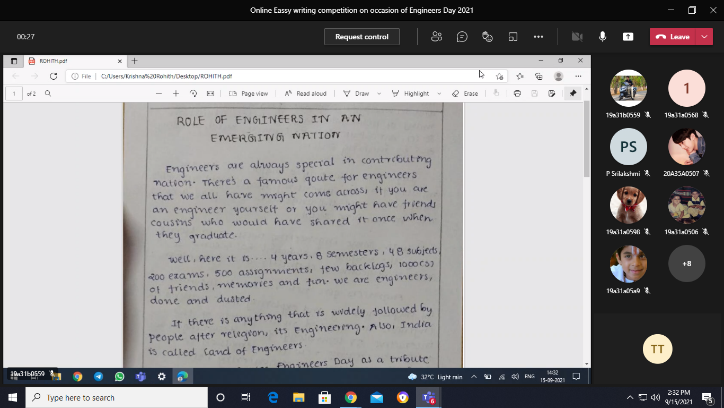 Online Eassy writing competition on occasion of Engineers Day 2021
00:27
Request control
Leave
ROHITH.pdf
File
C:/Users/Krishna%20Rohith/Desktop/ROHITH.pdf
1 of 2
Page view
Read aloud
Draw
Highlight
Erase
ROLE OF ENGINEERS IN AN
EMERGING NATION
Engineers are always special in contributing
nation. There's a famous qoute for engineers
that we all have might come across, if you are
an engineer yourself or you might have friends
cousins who would have shared it once when
they graduate.
Well, here it is.... 4 years, 8 semesters, 48 subjects,
200 exams, 500 assignments, few backlogs, 1000(s)
of friends, memories and fun. We are engineers,
done and dusted.
If there is anything that is widely followed by
people after relegion, its Engineering. Also, India
is called Land of Engineers.
Engineers Day as a tribute
19a31b0559
32°C Light rain
ENG
14:32
15-09-2021
19a31b0559
1
19a31a0568
PS
P Srilakshmi
20A35A0507
19a31a0598
19a31a0506
19a31a05a9
+8
TT
Type here to search
2:32 PM
9/15/2021